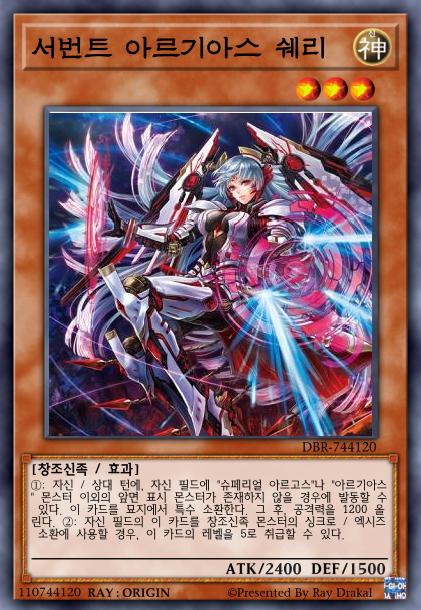 서번트 아르기아스 쉐리
신
神
DBR-744120
[창조신족 / 효과]
①: 자신 / 상대 턴에, 자신 필드에 "슈페리얼 아르고스"나 "아르기아스
" 몬스터 이외의 앞면 표시 몬스터가 존재하지 않을 경우에 발동할 수
있다. 이 카드를 묘지에서 특수 소환한다. 그 후, 공격력을 1200 올
린다. ②: 자신 필드의 이 카드를 창조신족 몬스터의 싱크로 / 엑시즈
소환에 사용할 경우, 이 카드의 레벨을 5로 취급할 수 있다.
ATK/2400 DEF/1500
110744120 RAY : ORIGIN ©Presented By Ray Drakal